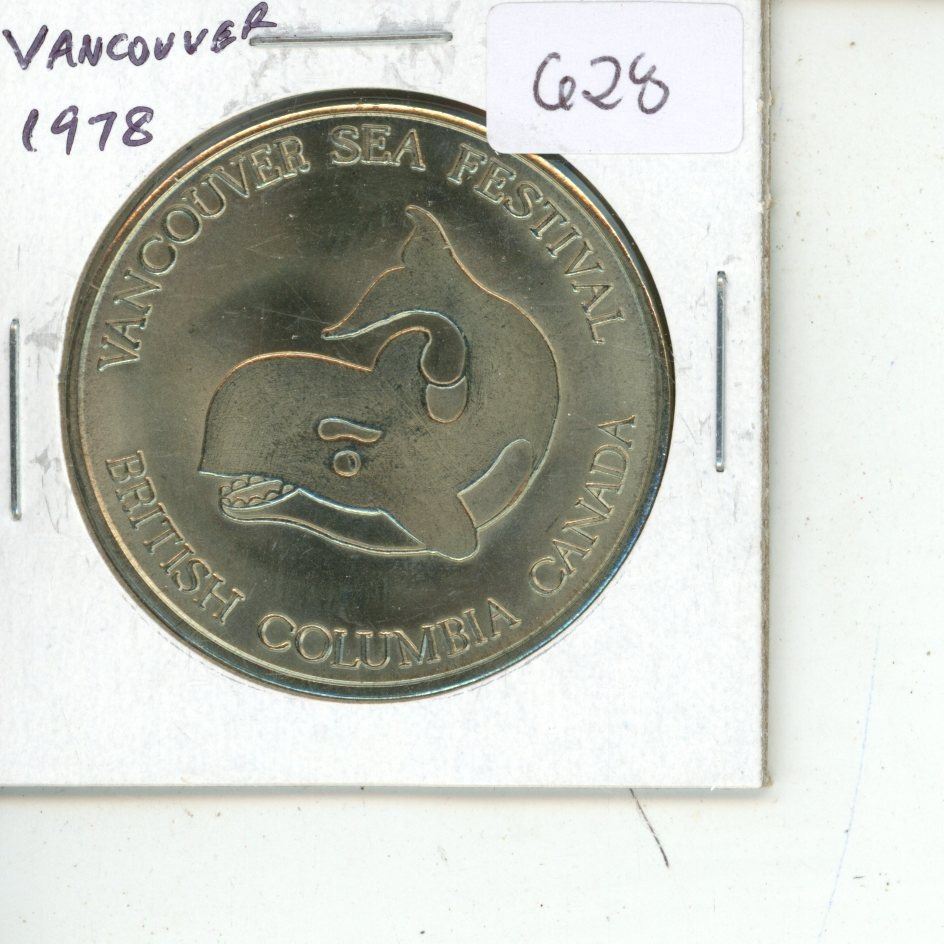 VANCOUVER
1978
628
VANCOUVER SEA FESTIVAL
BRITISH COLUMBIA CANADA